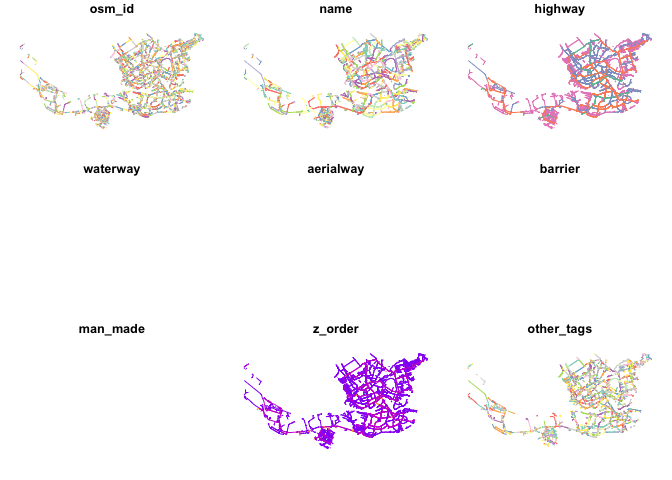 osm_id
name
highway
waterway
aerialway
barrier
man_made
z_order
other_tags